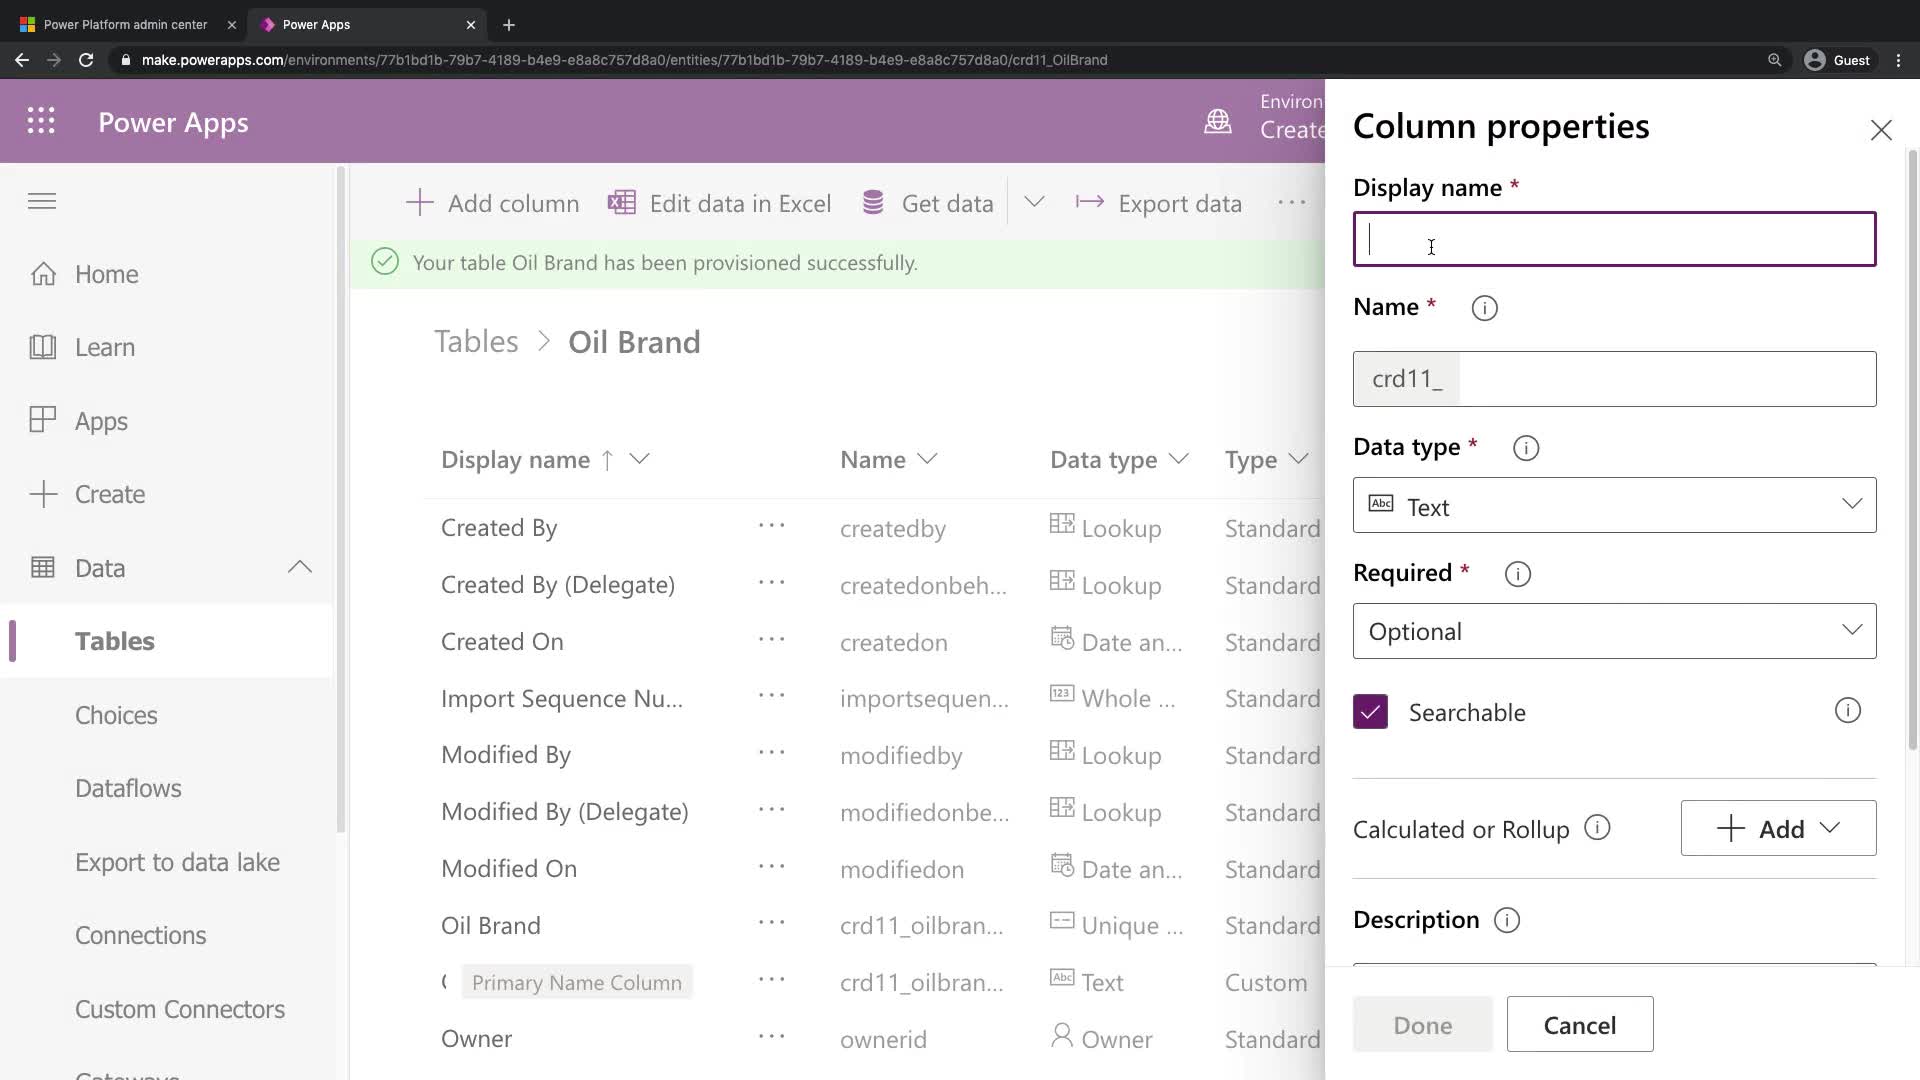 Power Platform admin center
Power Apps
make.powerapps.com/environments/77b1bd1b-79b7-4189-b4e9-e8a8c757d8a0/entities/77b1bd1b-79b7-4189-b4e9-e8a8c757d8a0/crd11_OilBrand
Guest
Power Apps
Environ
Create
Home
Learn
Apps
Create
Data
Tables
Choices
Dataflows
Export to data lake
Connections
Custom Connectors
Gateways
Add column
Edit data in Excel
Get data
Export data
Your table Oil Brand has been provisioned successfully.
Tables > Oil Brand
Display name ↑ Name Data type Type
Created By ... createdby Lookup Standard
Created By (Delegate) ... createdonbeh... Lookup Standard
Created On ... createdon Date an... Standard
Import Sequence Nu... ... importsequen... 123 Whole ... Standard
Modified By ... modifiedby Lookup Standard
Modified By (Delegate) ... modifiedonbe... Lookup Standard
Modified On ... modifiedon Date an... Standard
Oil Brand ... crd11_oilbran... Unique ... Standard
Primary Name Column ... crd11_oilbran... Abc Text Custom
Owner ... ownerid Owner Standard
Column properties
Display name *
Name *
crd11_
Data type *
Abc Text
Required *
Optional
Searchable
Calculated or Rollup
+ Add
Description
Done
Cancel